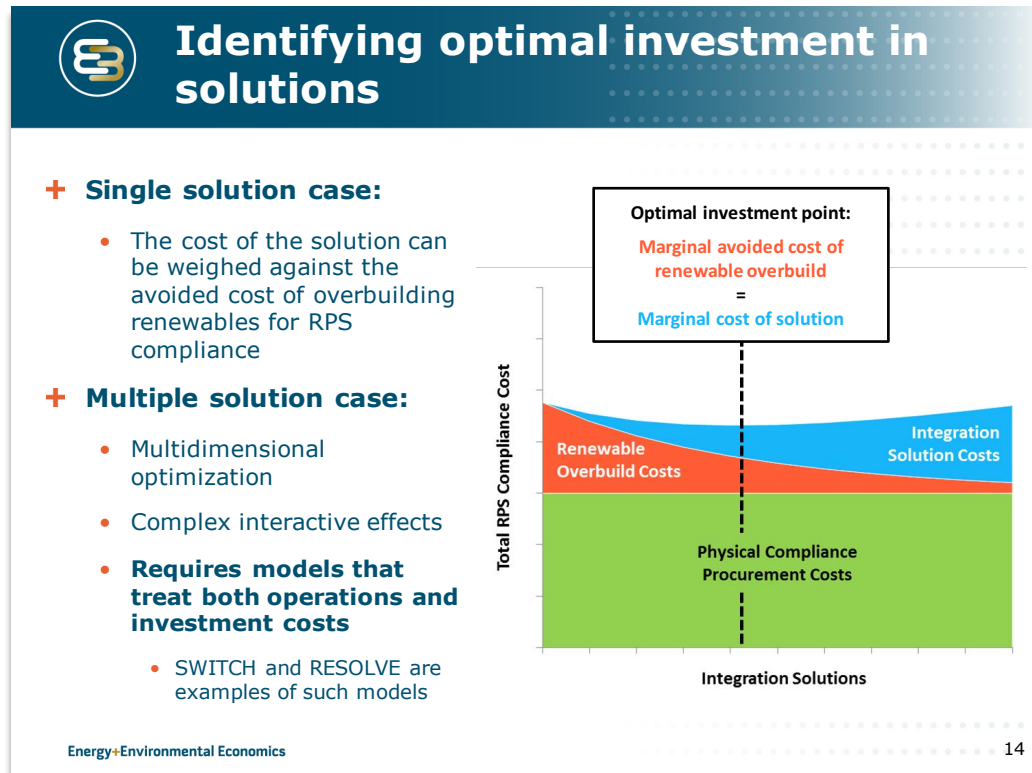 Identifying optimal investment in
solutions
+ Single solution case:
• The cost of the solution can
be weighed against the
avoided cost of overbuilding
renewables for RPS
compliance
+ Multiple solution case:
• Multidimensional
optimization
• Complex interactive effects
• Requires models that
treat both operations and
investment costs
• SWITCH and RESOLVE are
examples of such models
Optimal investment point:
Marginal avoided cost of
renewable overbuild
=
Marginal cost of solution
Total RPS Compliance Cost
Renewable
Overbuild Costs
Integration
Solution Costs
Physical Compliance
Procurement Costs
Integration Solutions
Energy+Environmental Economics
14